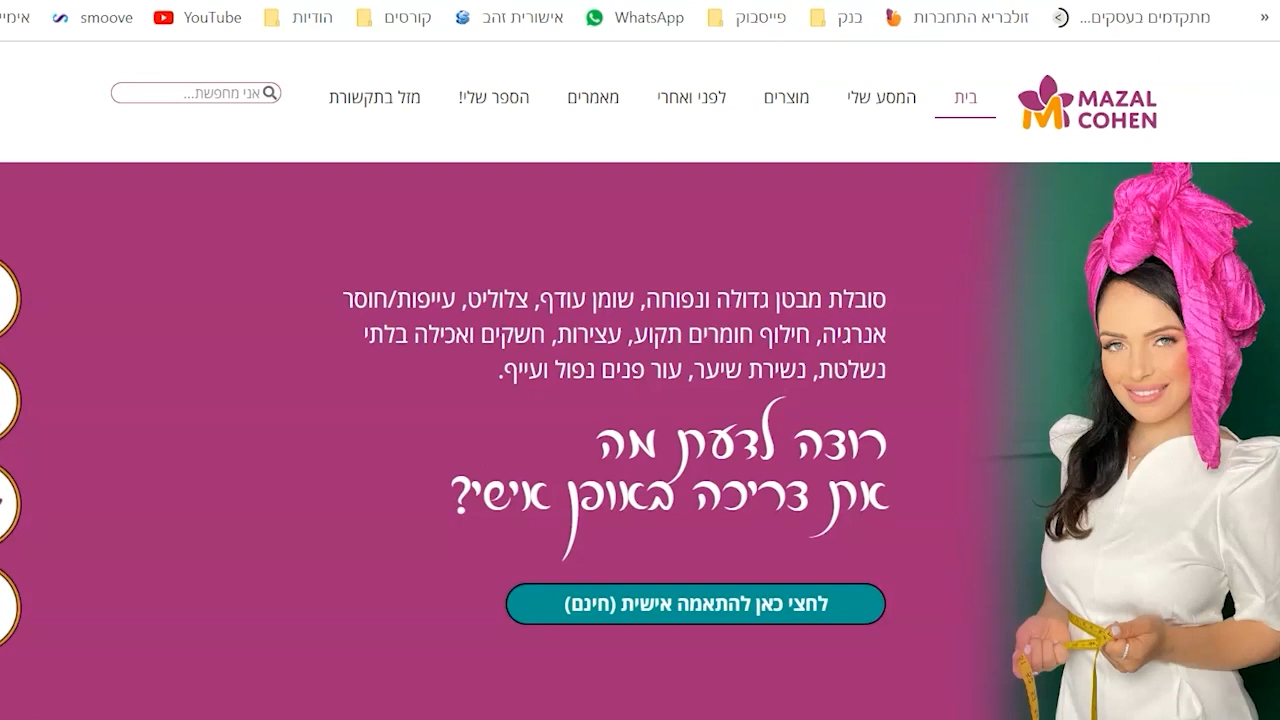 אימיי
smoove
YouTube
הודיות
קורסים
אישורית זהב
WhatsApp
פייסבוק
בנק
זולבריא התחברות
מתקדמים בעסקים...
»
MAZAL
COHEN
בית
המסע שלי
מוצרים
לפני ואחרי
מאמרים
הספר שלי!
מזל בתקשורת
אני מחפשת...
סובלת מבטן גדולה ונפוחה, שומן עודף, צלוליט, עייפות/חוסר
אנרגיה, חילוף חומרים תקוע, עצירות, חשקים ואכילה בלתי
נשלטת, נשירת שיער, עור פנים נפול ועייף.
רוצה לדעת מה
את צריכה באופן אישי?
לחצי כאן להתאמה אישית (חינם)